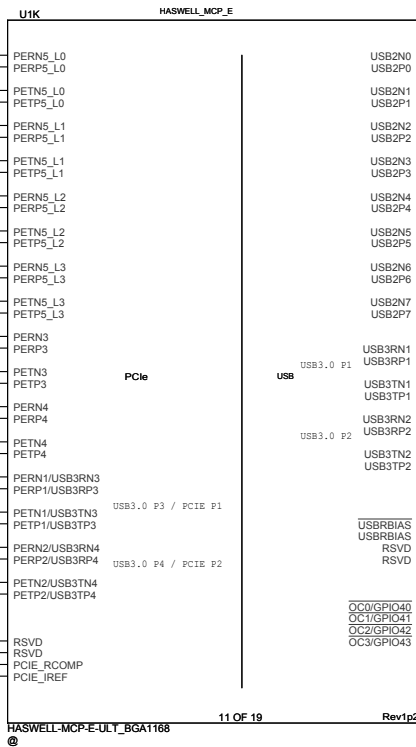 U1K
HASWELL_MCP_E
PERN5_L0
PERP5_L0
PETN5_L0
PETP5_L0
PERN5_L1
PERP5_L1
PETN5_L1
PETP5_L1
PERN5_L2
PERP5_L2
PETN5_L2
PETP5_L2
PERN5_L3
PERP5_L3
PETN5_L3
PETP5_L3
PERN3
PERP3
PETN3
PETP3
PERN4
PERP4
PETN4
PETP4
PERN1/USB3RN3
PERP1/USB3RP3
PETN1/USB3TN3
PETP1/USB3TP3
PERN2/USB3RN4
PERP2/USB3RP4
PETN2/USB3TN4
PETP2/USB3TP4
RSVD
RSVD
PCIE_RCOMP
PCIE_IREF
PCIe
USB3.0 P3 / PCIE P1
USB3.0 P4 / PCIE P2
USB
USB3.0 P1
USB3.0 P2
USB2N0
USB2P0
USB2N1
USB2P1
USB2N2
USB2P2
USB2N3
USB2P3
USB2N4
USB2P4
USB2N5
USB2P5
USB2N6
USB2P6
USB2N7
USB2P7
USB3RN1
USB3RP1
USB3TN1
USB3TP1
USB3RN2
USB3RP2
USB3TN2
USB3TP2
USBRBIAS
USBRBIAS
RSVD
RSVD
OC0/GPIO40
OC1/GPIO41
OC2/GPIO42
OC3/GPIO43
11 OF 19
Rev1p2
HASWELL-MCP-E-ULT_BGA1168
@